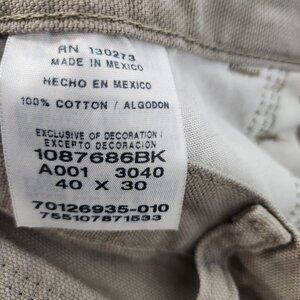 RN 130273
MADE IN MEXICO
HECHO EN MEXICO
100% COTTON / ALGODON
EXCLUSIVE OF DECORATION /
EXCEPTO DECORACION
1087686BK
A001 3040
40 X 30
70126935-010
755107871533